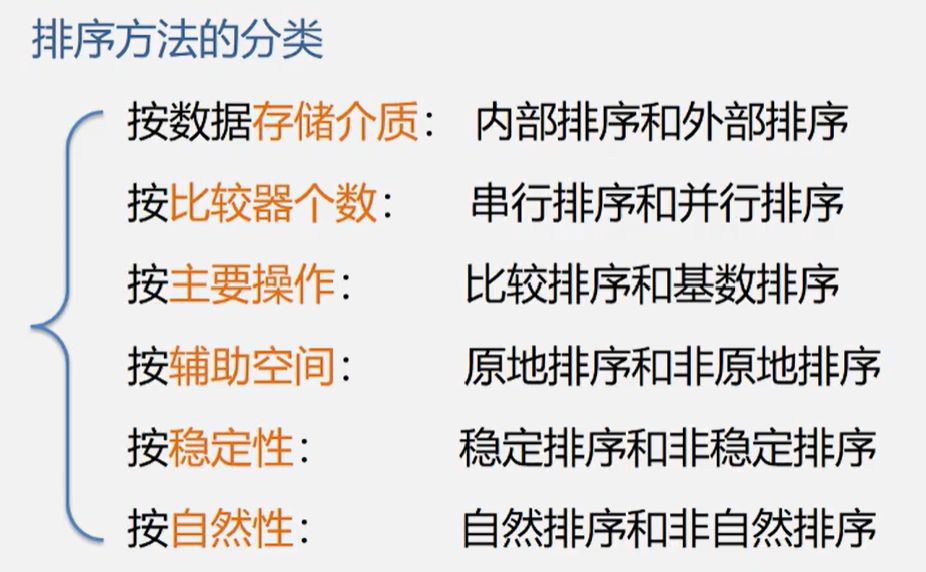 排序方法的分类
按数据存储介质： 内部排序和外部排序
按比较器个数： 串行排序和并行排序
按主要操作： 比较排序和基数排序
按辅助空间： 原地排序和非原地排序
按稳定性： 稳定排序和非稳定排序
按自然性： 自然排序和非自然排序